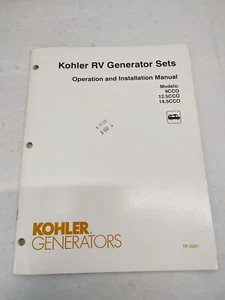 Kohler RV Generator Sets
Operation and Installation Manual
Models:
9CCO
12.5CCO
14.5CCO
KOHLER
GENERATORS